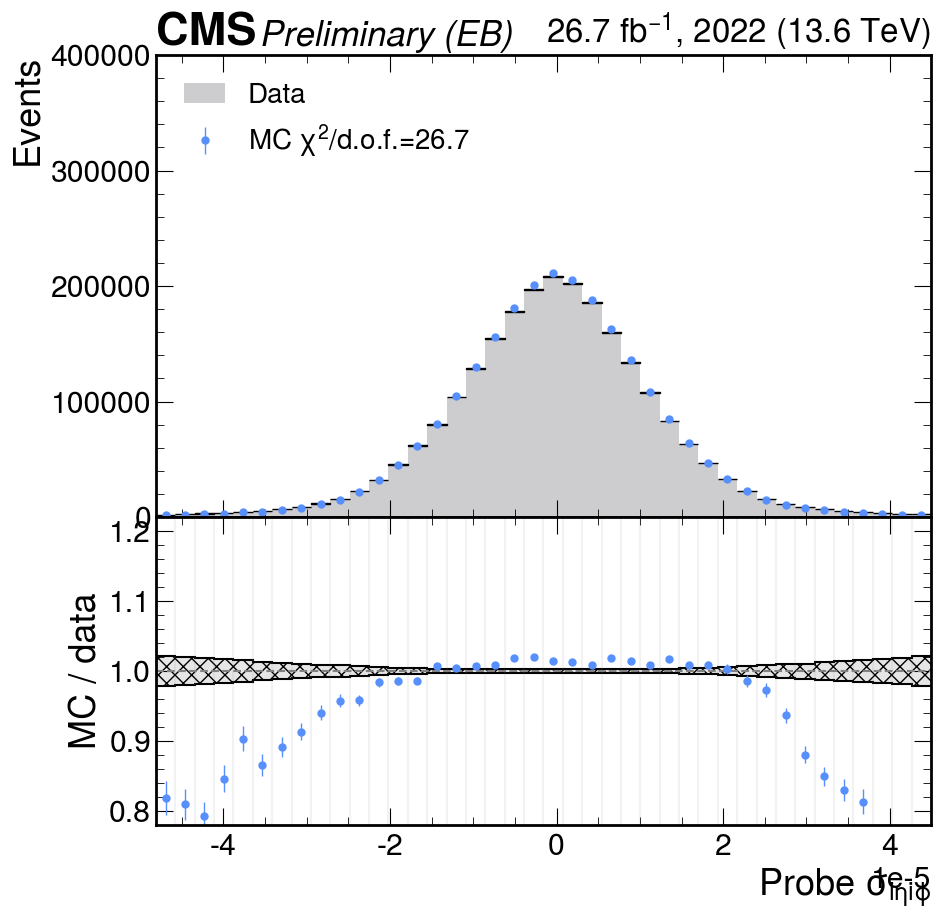 CMS Preliminary (EB) 26.7 fb⁻¹, 2022 (13.6 TeV)
Events
400000
300000
200000
100000
0
Data
MC χ²/d.o.f.=26.7
MC / data
1.2
1.1
1.0
0.9
0.8
-4 -2 0 2 4
1e-5
Probe σiηiφ